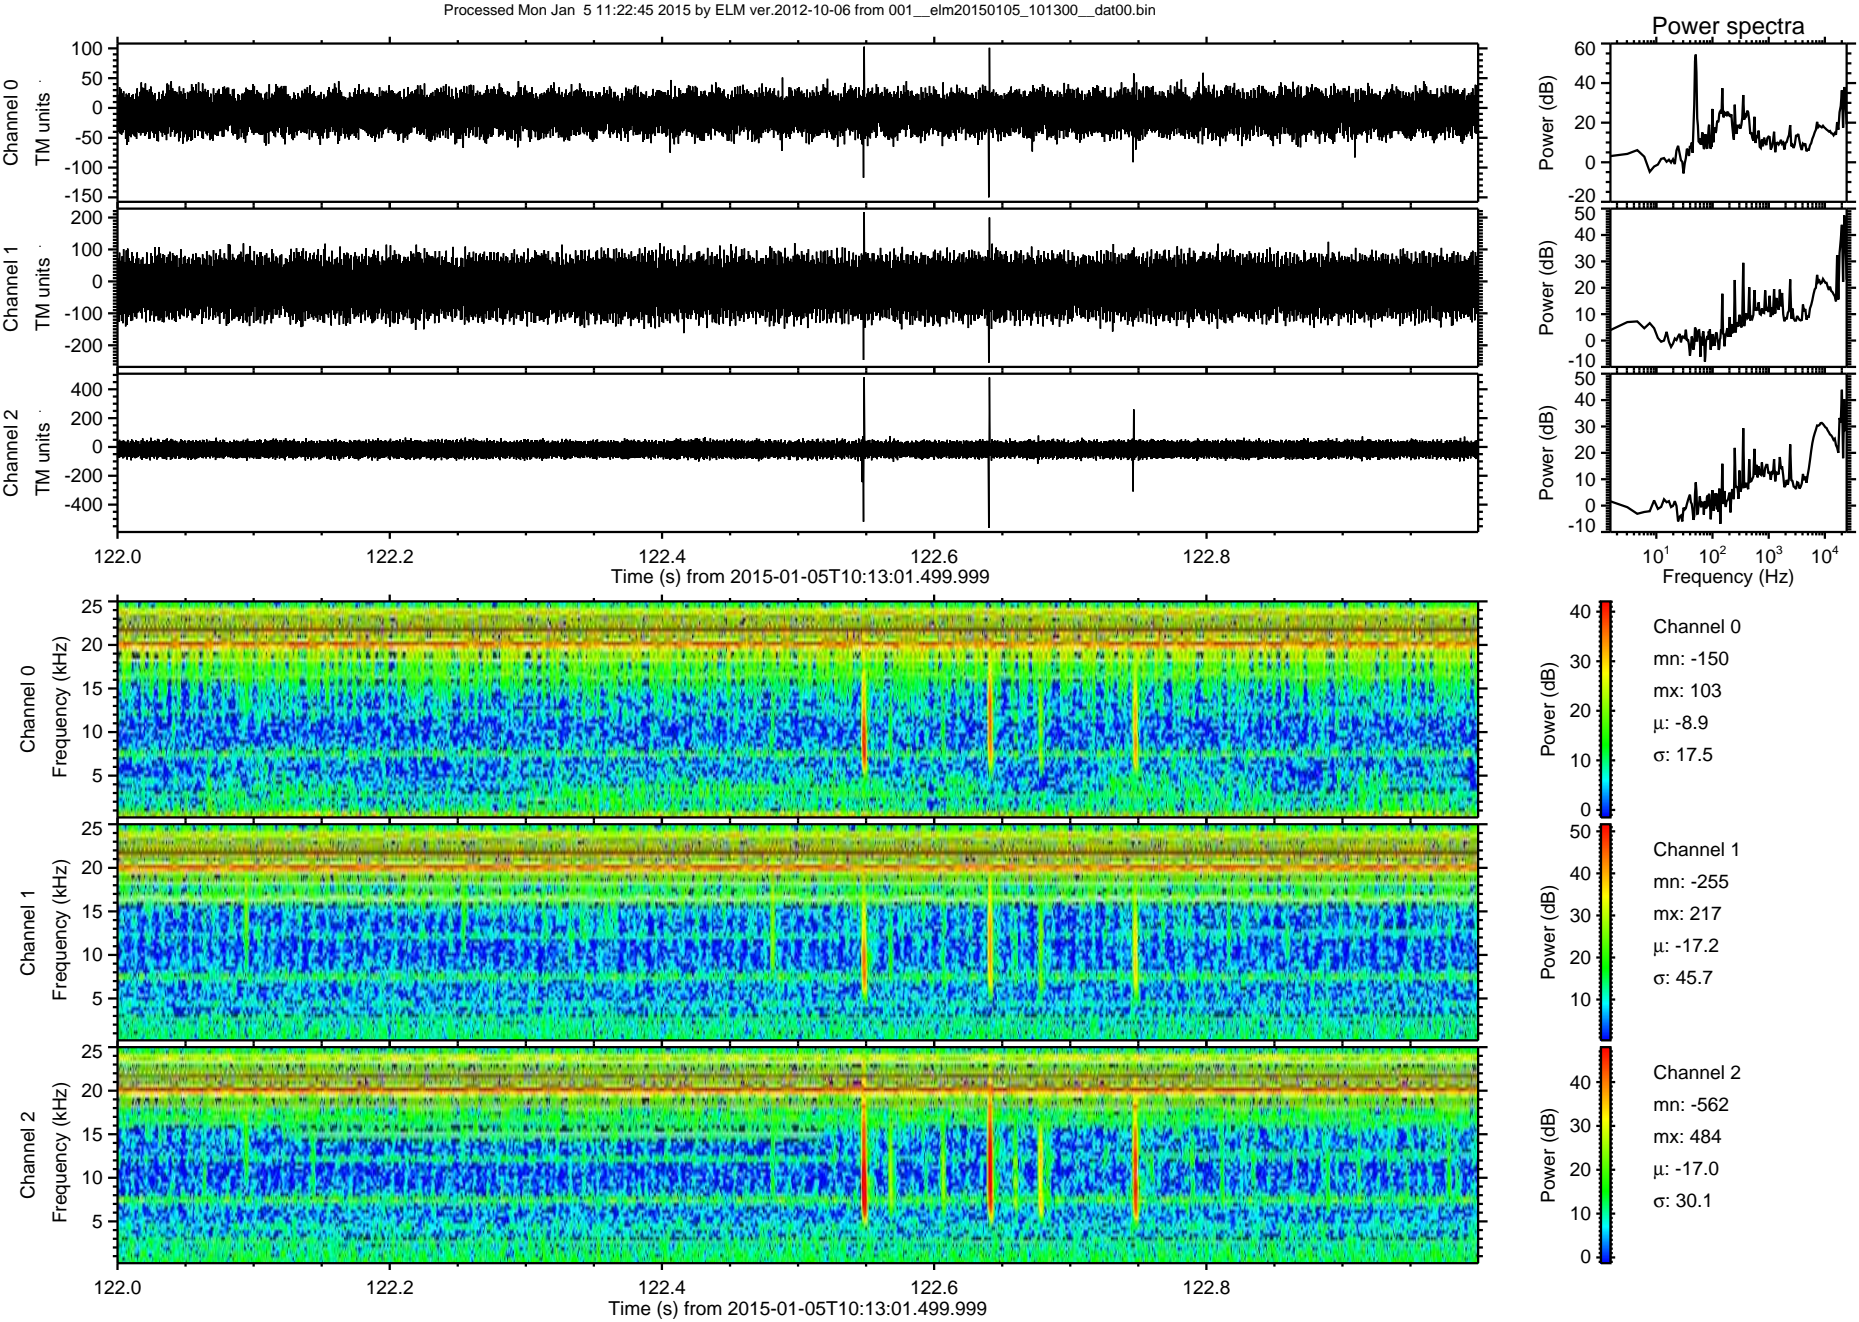 Processed Mon Jan  5 11:22:45 2015 by ELM ver.2012-10-06 from 001__elm20150105_101300__dat00.bin
Power spectra
Channel 0
TM units
100
50
0
-50
-100
-150
Power (dB)
60
40
20
0
-20
Channel 1
TM units
200
100
0
-100
-200
Power (dB)
50
40
30
20
10
0
-10
Channel 2
TM units
400
200
0
-200
-400
Power (dB)
50
40
30
20
10
0
-10
122.0 122.2 122.4 122.6 122.8
Time (s) from 2015-01-05T10:13:01.499.999
10^1 10^2 10^3 10^4
Frequency (Hz)
Channel 0
Frequency (kHz)
25
20
15
10
5
Power (dB)
40
30
20
10
0
Channel 0
mn: -150
mx: 103
μ: -8.9
σ: 17.5
Channel 1
Frequency (kHz)
25
20
15
10
5
Power (dB)
50
40
30
20
10
Channel 1
mn: -255
mx: 217
μ: -17.2
σ: 45.7
Channel 2
Frequency (kHz)
25
20
15
10
5
Power (dB)
40
30
20
10
0
Channel 2
mn: -562
mx: 484
μ: -17.0
σ: 30.1
122.0 122.2 122.4 122.6 122.8
Time (s) from 2015-01-05T10:13:01.499.999